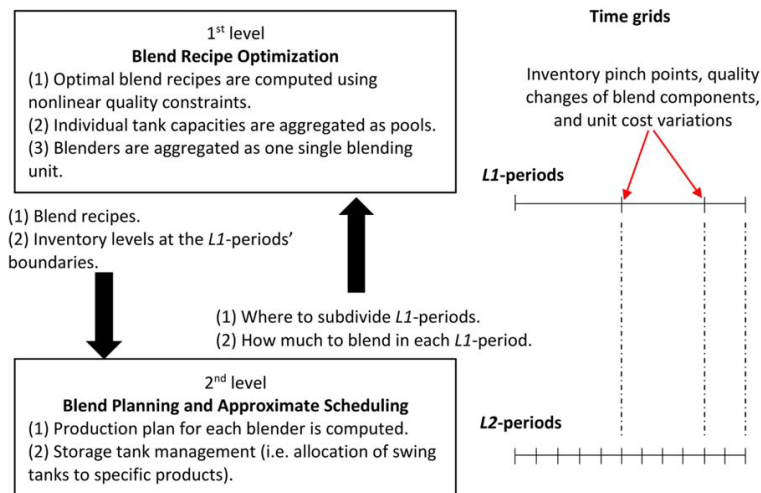 1st level
Blend Recipe Optimization
(1) Optimal blend recipes are computed using
nonlinear quality constraints.
(2) Individual tank capacities are aggregated as pools.
(3) Blenders are aggregated as one single blending
unit.
(1) Blend recipes.
(2) Inventory levels at the L1-periods’
boundaries.
(1) Where to subdivide L1-periods.
(2) How much to blend in each L1-period.
2nd level
Blend Planning and Approximate Scheduling
(1) Production plan for each blender is computed.
(2) Storage tank management (i.e. allocation of swing
tanks to specific products).
Time grids
Inventory pinch points, quality
changes of blend components,
and unit cost variations
L1-periods
L2-periods